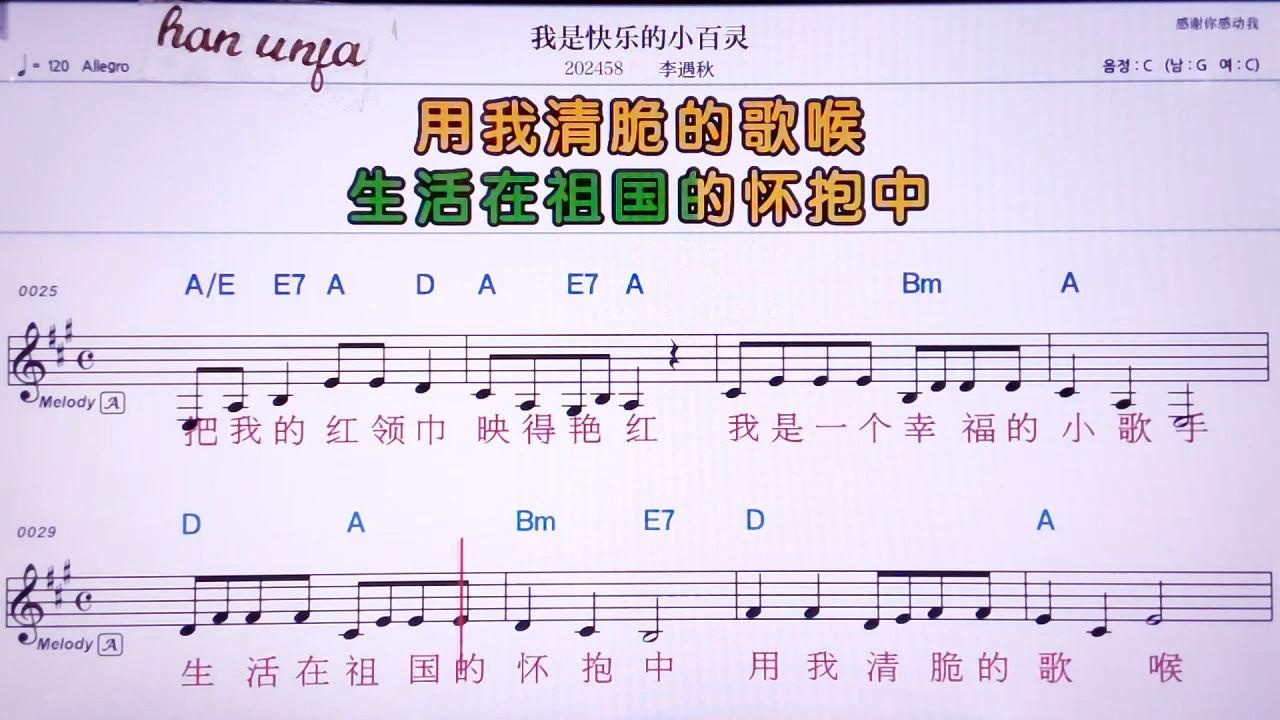 han unfa
我是快乐的小百灵
感谢你感动我
♩= 120 Allegro
202458 李遇秋
음정 : C (남 : G 여 : C)
用我清脆的歌喉
生活在祖国的怀抱中
0025
A/E E7 A D A E7 A Bm A
Melody A
把我的红领巾 映得艳红 我是一个幸福的小歌手
0029
D A Bm E7 D A
Melody A
生活在祖国的怀抱中 用我清脆的歌喉